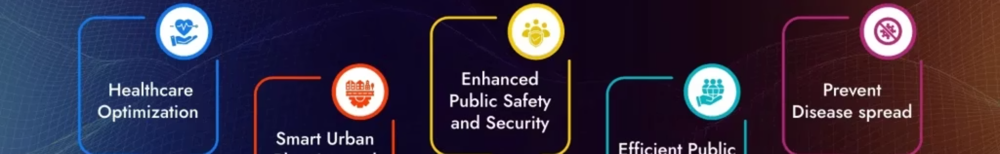 Healthcare
Optimization
Smart Urban
Enhanced
Public Safety
and Security
Efficient Public
Prevent
Disease spread